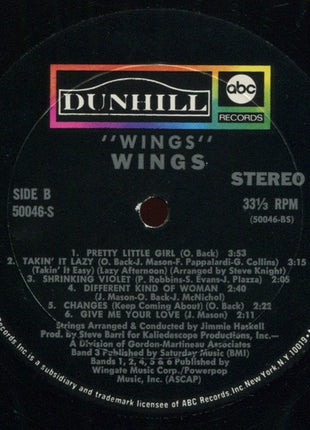 DUNHILL
abc
RECORDS
"WINGS"
WINGS
SIDE B
50046-S
STEREO
33⅓ RPM
(50046-BS)
1. PRETTY LITTLE GIRL (O. Back) 3:53
2. TAKIN' IT LAZY (O. Back-J. Mason-F. Pappalardi-G. Collins) 3:15
(Takin' It Easy) (Lazy Afternoon) (Arranged by Steve Knight)
3. SHRINKING VIOLET (P. Robbins-S. Evans-J. Piazza) 2:06
4. DIFFERENT KIND OF WOMAN 2:40
(J. Mason-O. Back-J. McNichol)
5. CHANGES (Keep Coming About) (O. Back) 2:22
6. GIVE ME YOUR LOVE (J. Mason) 6:11
Strings Arranged & Conducted by Jimmie Haskell
Prod. by Steve Barri for Kaliedoscope Productions, Inc.—
A Division of Gordon-Martineau Associates
Band 3 Published by Saturday Music (BMI)
Bands 1, 2, 4, 5 & 6 Published by
Wingate Music Corp./Powerpop
Music, Inc. (ASCAP)
Records is a subsidiary and trademark licensee of ABC Records, Inc. New York, N.Y. 10019